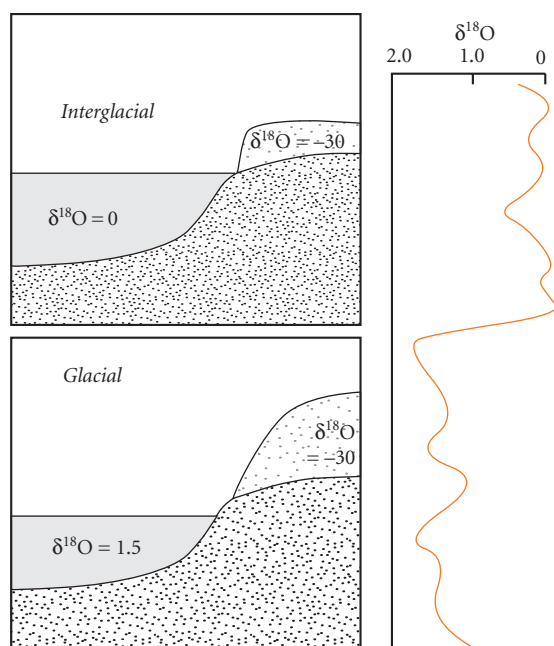 Interglacial
δ¹⁸O = –30
δ¹⁸O = 0
Glacial
δ¹⁸O
= –30
δ¹⁸O = 1.5
δ¹⁸O
2.0 1.0 0